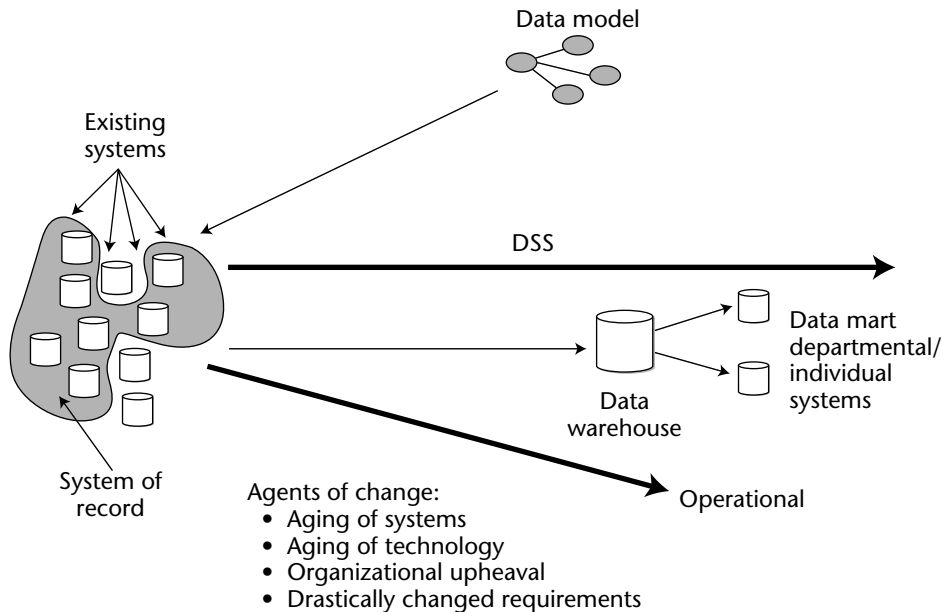 Data model
Existing
systems
DSS
Data mart
departmental/
individual
systems
Data
warehouse
System of
record
Operational
Agents of change:
• Aging of systems
• Aging of technology
• Organizational upheaval
• Drastically changed requirements